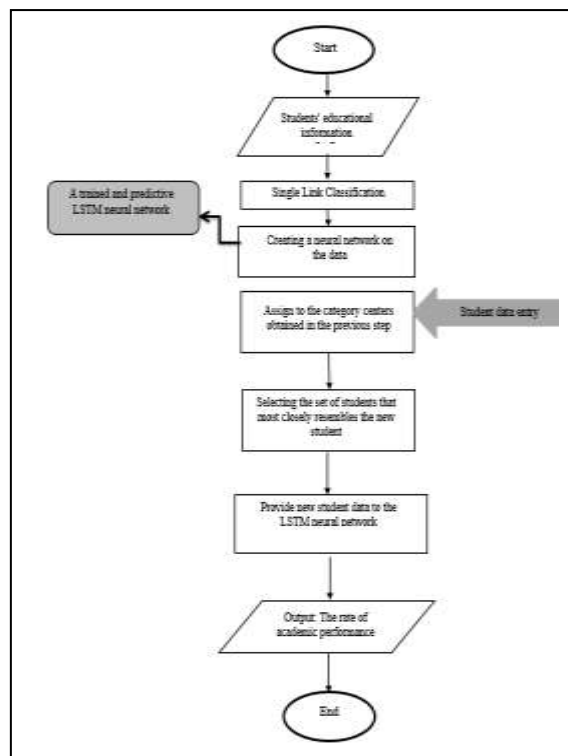 Start
Students' educational
information
Single Link Classification
A trained and predictive
LSTM neural network
Creating a neural network on
the data
Assign to the category centers
obtained in the previous step
Student data entry
Selecting the set of students that
most closely resembles the new
student
Provide new student data to the
LSTM neural network
Output: The rate of
academic performance
End